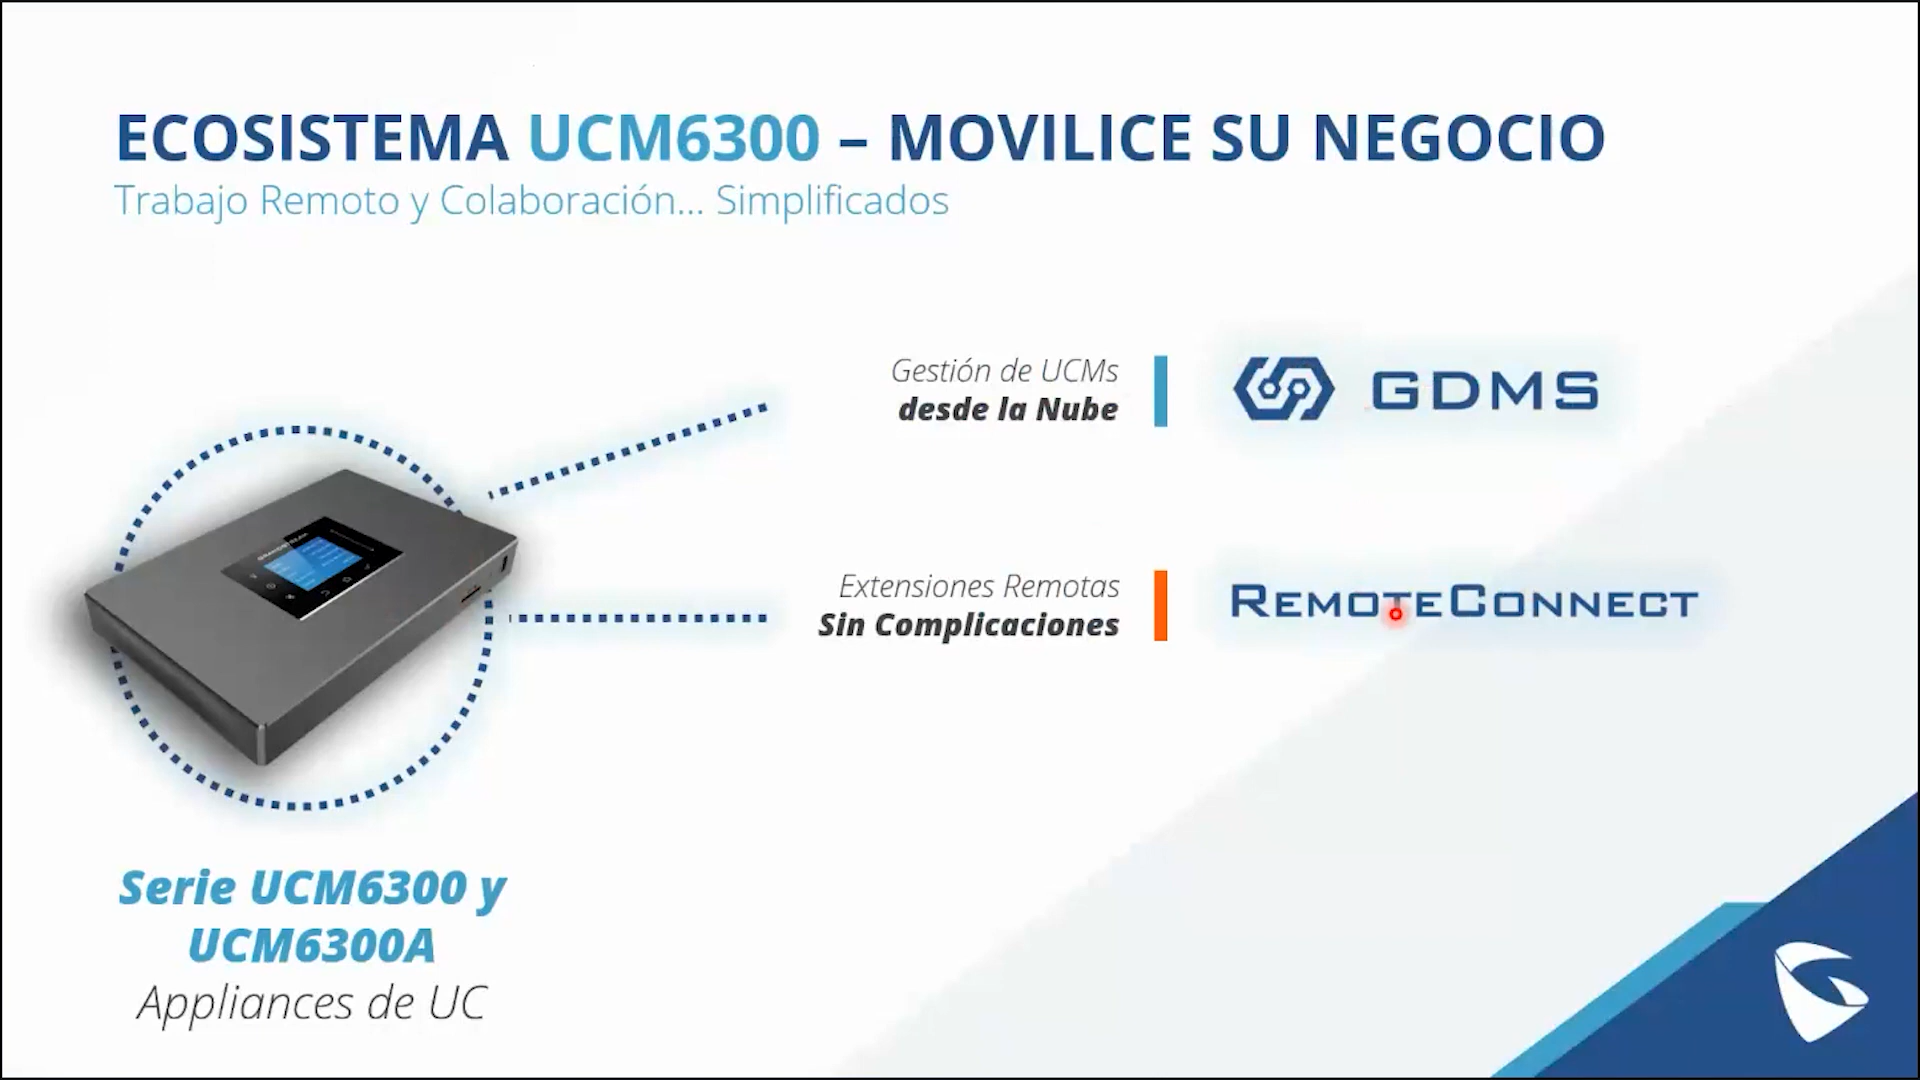 ECOSISTEMA UCM6300 – MOVILICE SU NEGOCIO
Trabajo Remoto y Colaboración... Simplificados
Gestión de UCMs
desde la Nube
GDMS
Extensiones Remotas
Sin Complicaciones
REMOTECONNECT
Serie UCM6300 y
UCM6300A
Appliances de UC